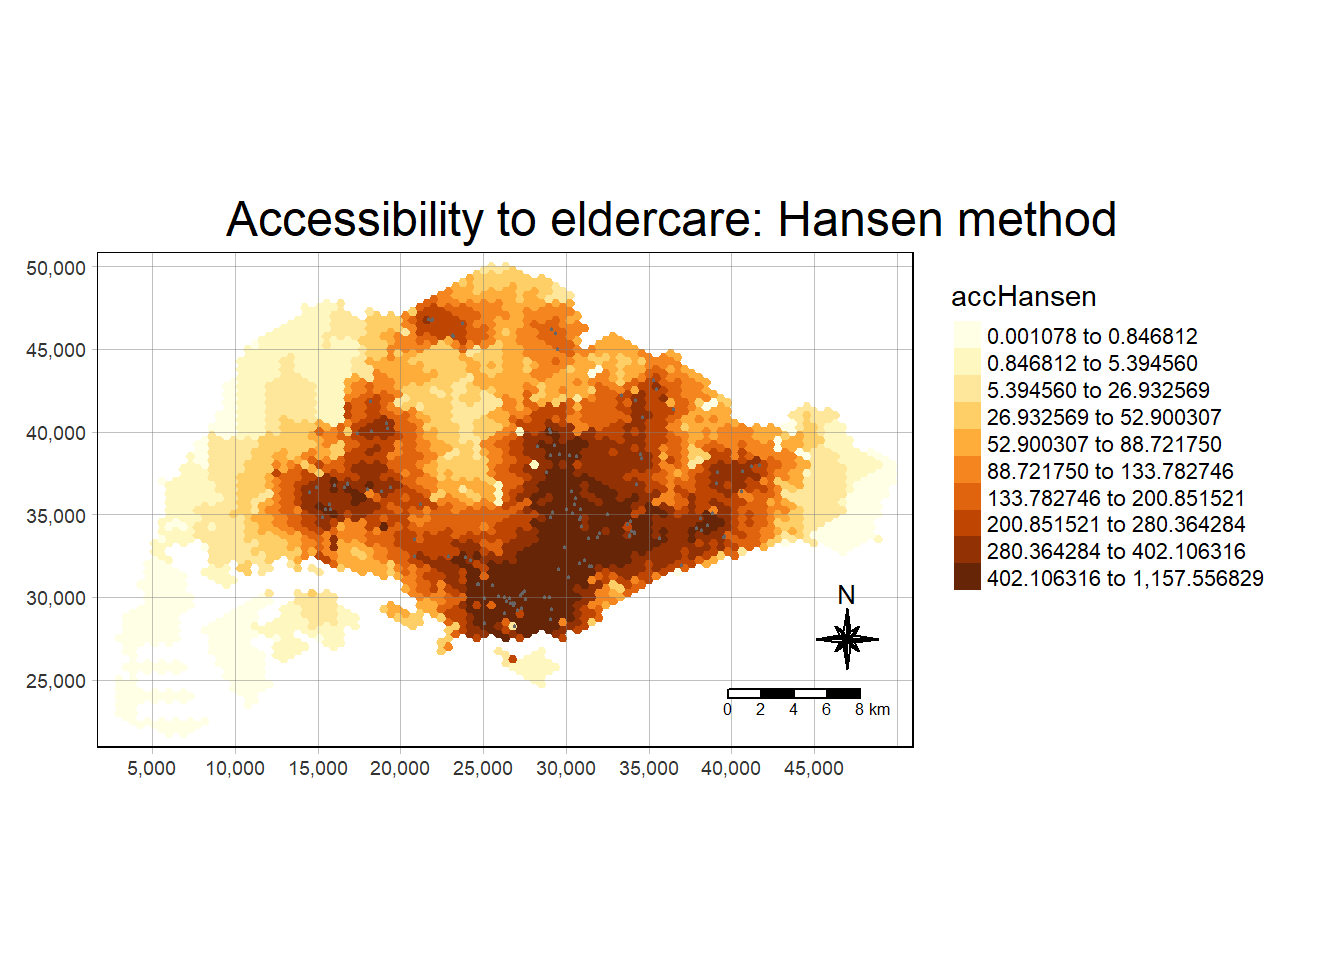 Accessibility to eldercare: Hansen method
50,000
45,000
40,000
35,000
30,000
25,000
5,000 10,000 15,000 20,000 25,000 30,000 35,000 40,000 45,000
N
0 2 4 6 8 km
accHansen
0.001078 to 0.846812
0.846812 to 5.394560
5.394560 to 26.932569
26.932569 to 52.900307
52.900307 to 88.721750
88.721750 to 133.782746
133.782746 to 200.851521
200.851521 to 280.364284
280.364284 to 402.106316
402.106316 to 1,157.556829